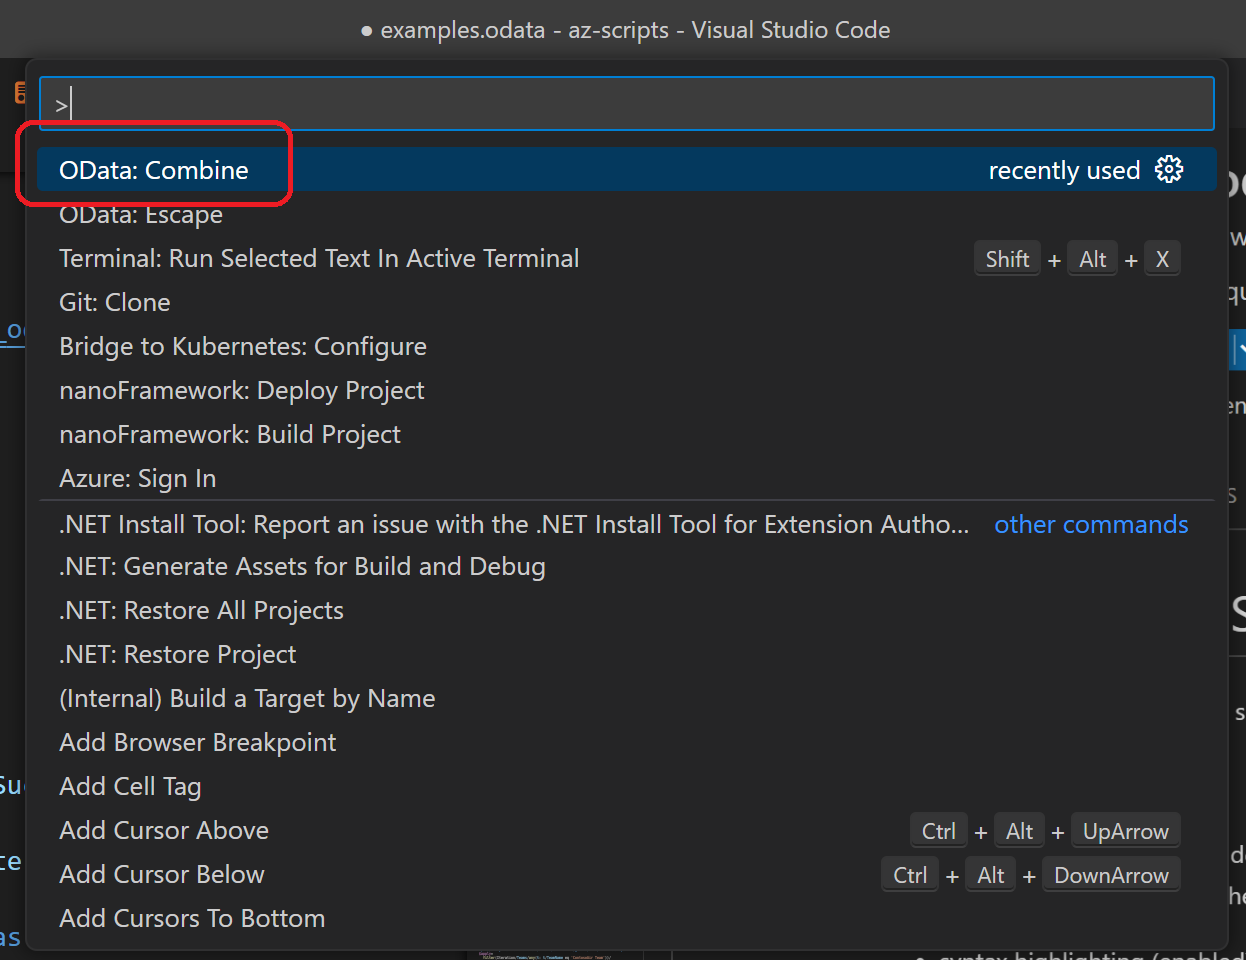 ● examples.odata - az-scripts - Visual Studio Code
>
OData: Combine recently used
OData: Escape
Terminal: Run Selected Text In Active Terminal Shift + Alt + X
Git: Clone
Bridge to Kubernetes: Configure
nanoFramework: Deploy Project
nanoFramework: Build Project
Azure: Sign In
.NET Install Tool: Report an issue with the .NET Install Tool for Extension Autho... other commands
.NET: Generate Assets for Build and Debug
.NET: Restore All Projects
.NET: Restore Project
(Internal) Build a Target by Name
Add Browser Breakpoint
Add Cell Tag
Add Cursor Above Ctrl + Alt + UpArrow
Add Cursor Below Ctrl + Alt + DownArrow
Add Cursors To Bottom